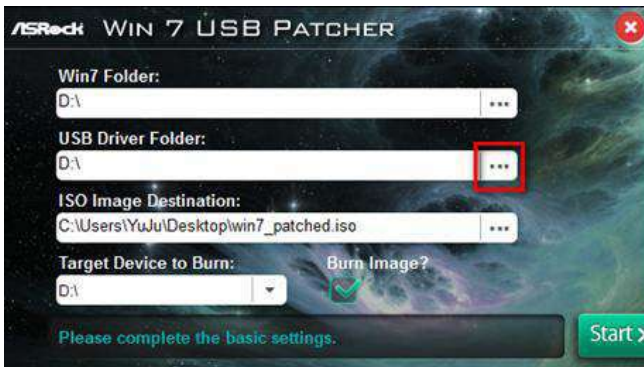 ASRock WIN 7 USB PATCHER
Win7 Folder:
D:\
USB Driver Folder:
D:\
ISO Image Destination:
C:\Users\YuJu\Desktop\win7_patched.iso
Target Device to Burn: Burn Image?
D:\
Please complete the basic settings.
Start